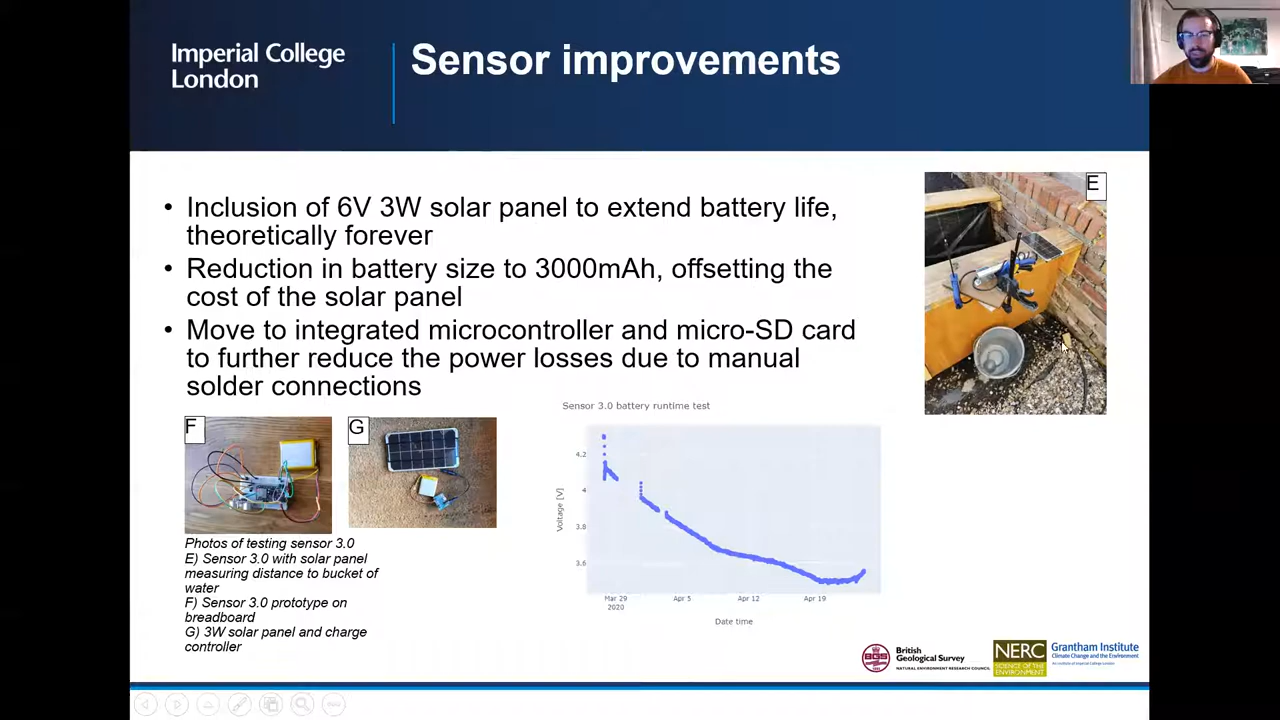 Imperial College
London
Sensor improvements
• Inclusion of 6V 3W solar panel to extend battery life,
theoretically forever
• Reduction in battery size to 3000mAh, offsetting the
cost of the solar panel
• Move to integrated microcontroller and micro-SD card
to further reduce the power losses due to manual
solder connections
E
F
G
Photos of testing sensor 3.0
E) Sensor 3.0 with solar panel
measuring distance to bucket of
water
F) Sensor 3.0 prototype on
breadboard
G) 3W solar panel and charge
controller
Sensor 3.0 battery runtime test
Voltage [V]
4.2
4
3.8
3.6
Mar 29
2020
Apr 5
Apr 12
Apr 19
Date time
BGS
British
Geological Survey
NATURAL ENVIRONMENT RESEARCH COUNCIL
NERC
SCIENCE OF THE
ENVIRONMENT
Grantham Institute
Climate Change and the Environment
An institute of Imperial College London